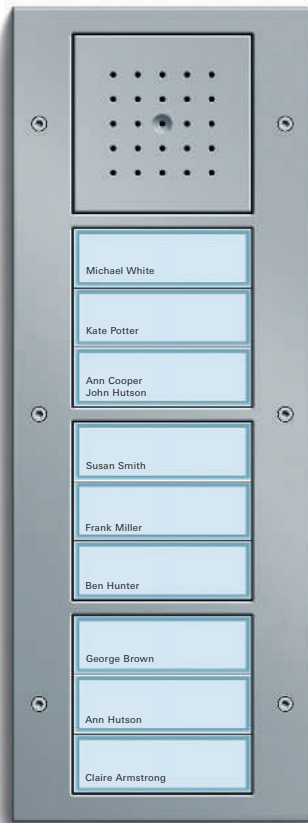 Michael White
Kate Potter
Ann Cooper
John Hutson
Susan Smith
Frank Miller
Ben Hunter
George Brown
Ann Hutson
Claire Armstrong